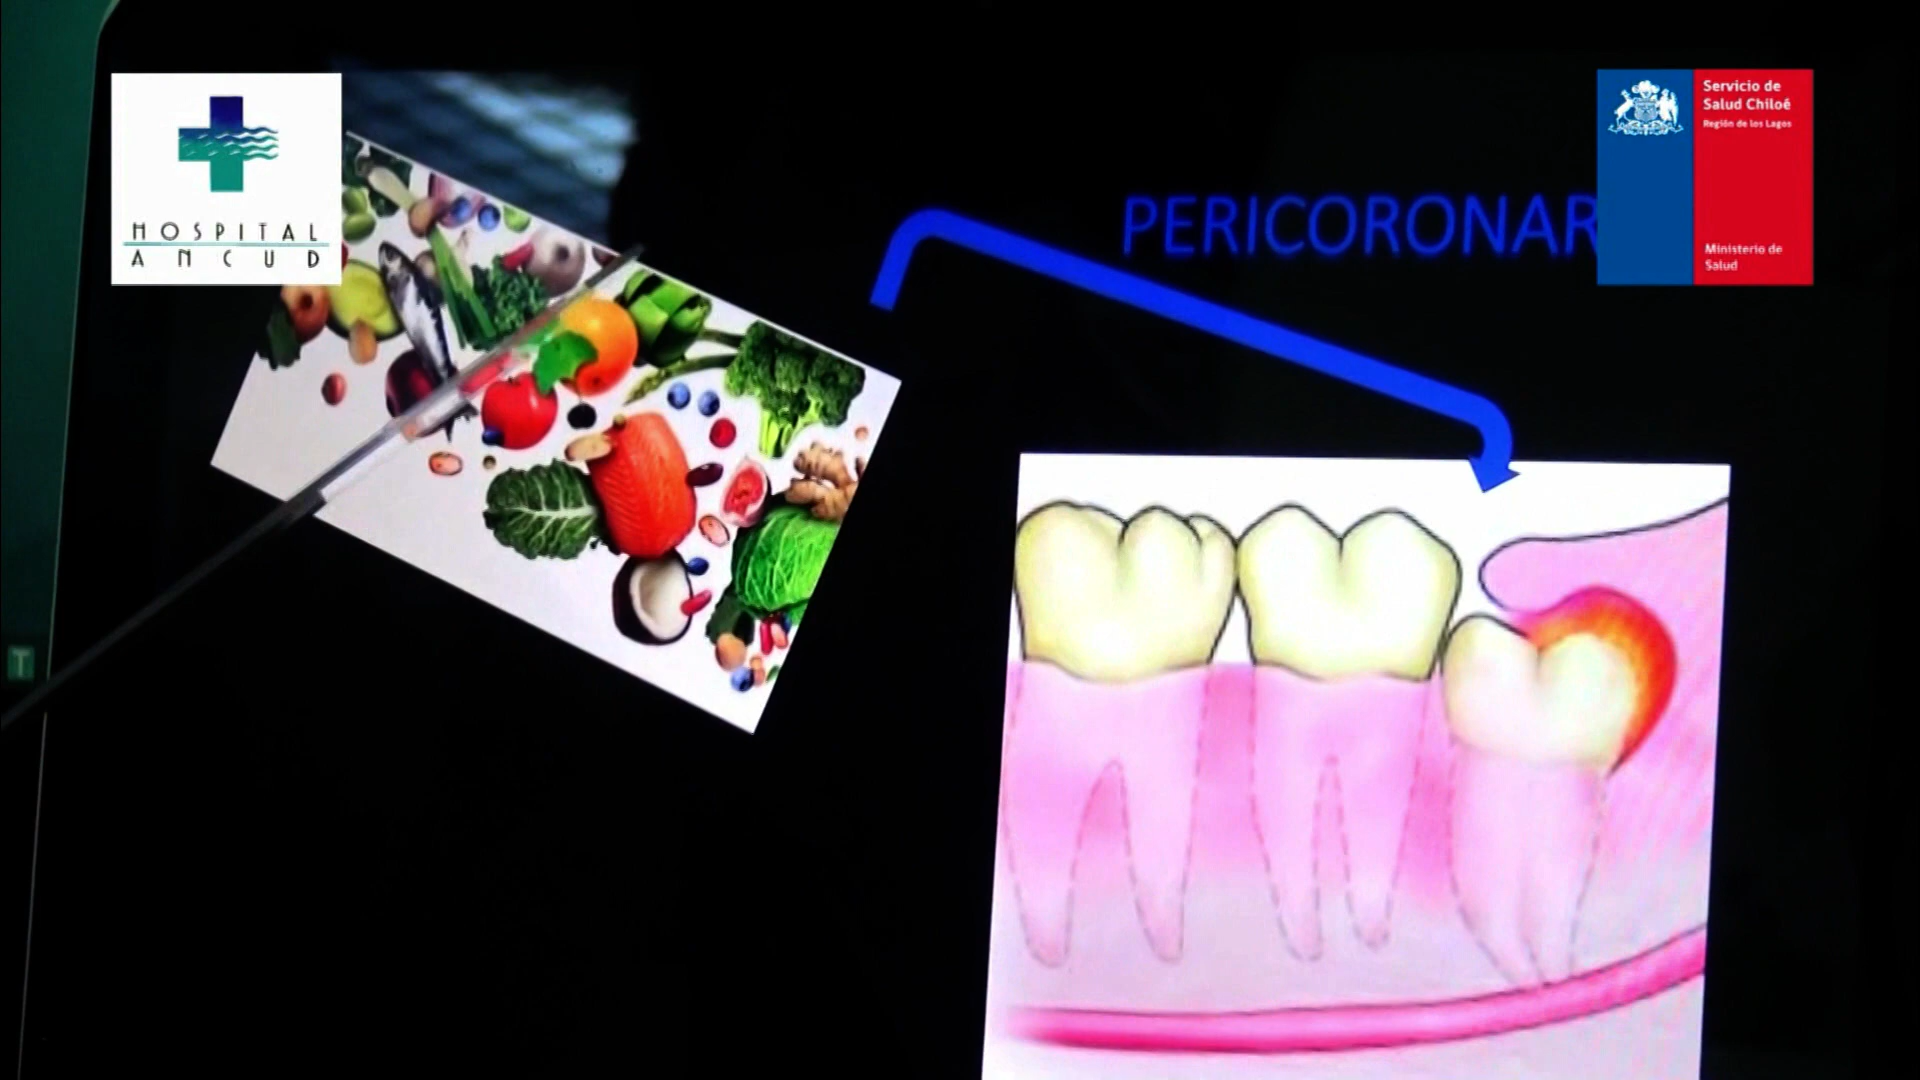 HOSPITAL
ANCUD
Servicio de
Salud Chiloé
Región de los Lagos
PERICORONAR
Ministerio de
Salud
T